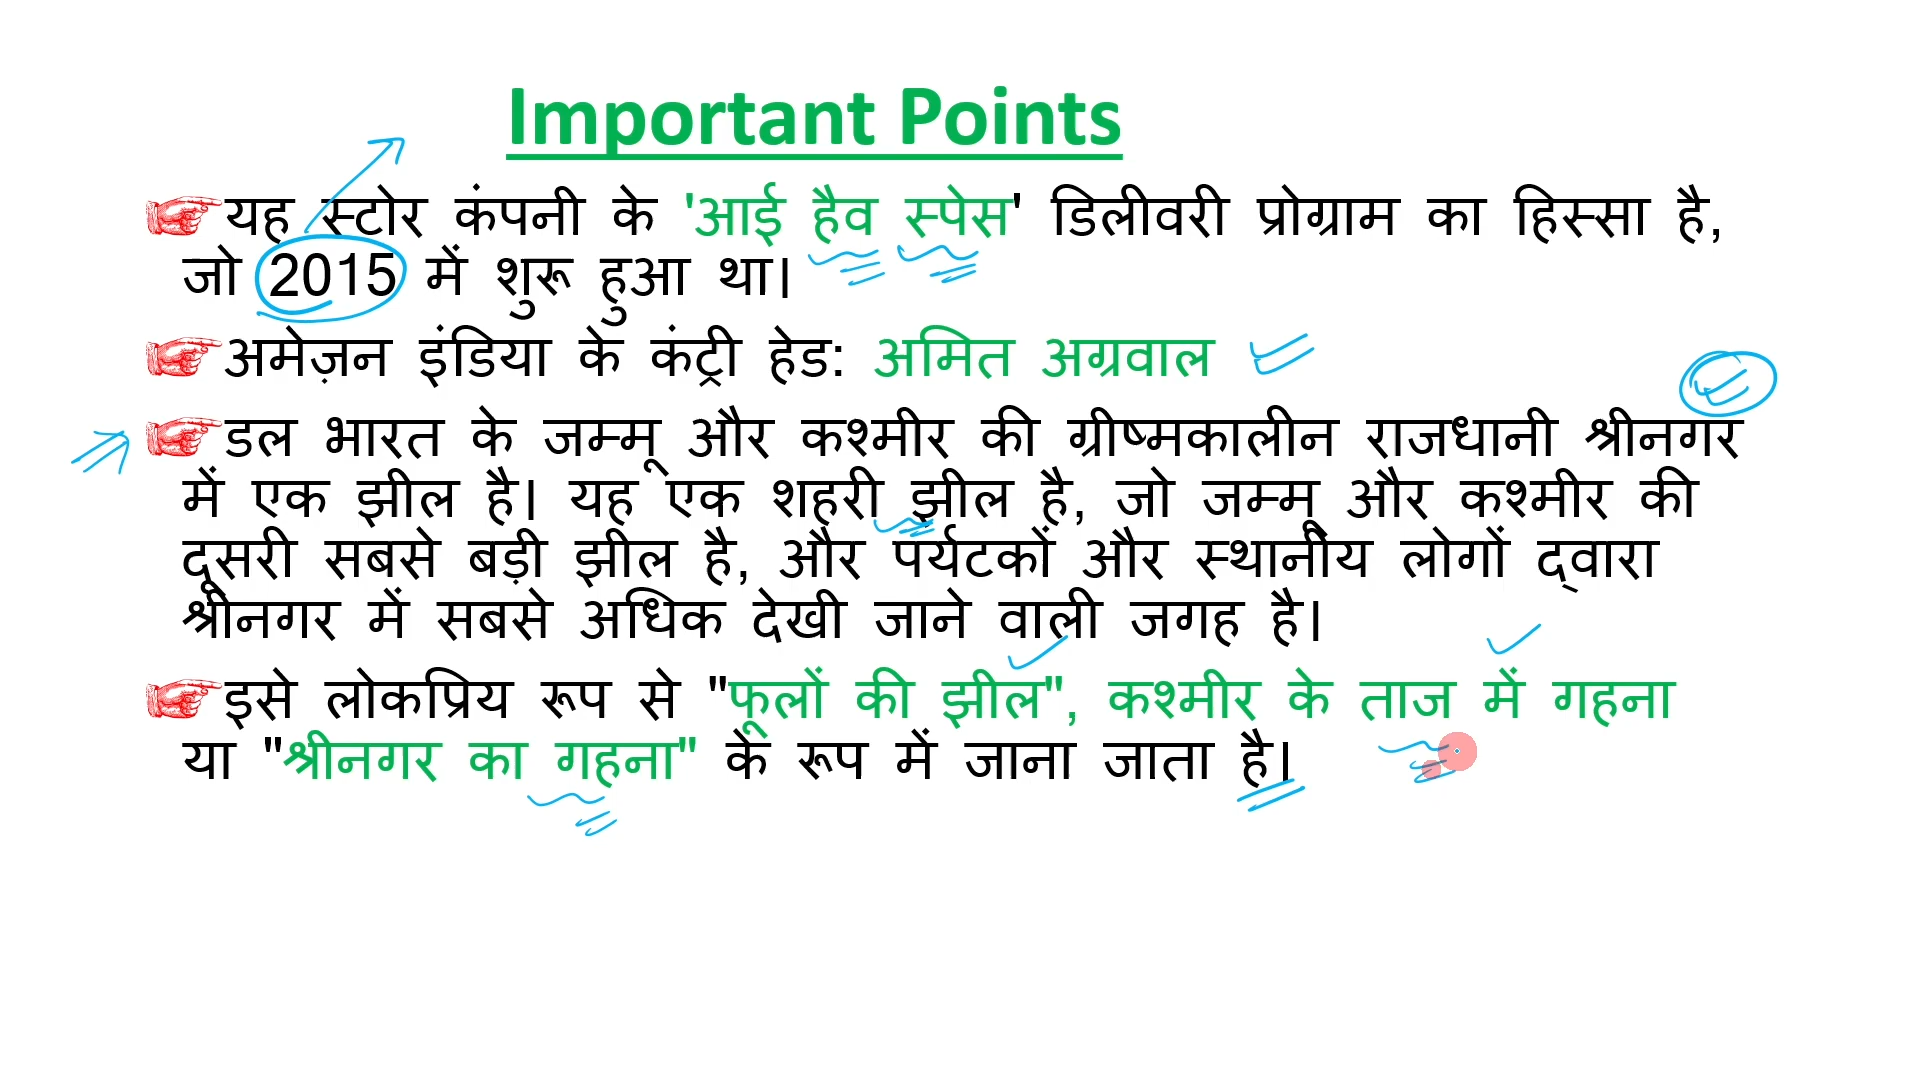 Important Points
यह स्टोर कंपनी के 'आई हैव स्पेस' डिलीवरी प्रोग्राम का हिस्सा है,
जो 2015 में शुरू हुआ था।
अमेज़न इंडिया के कंट्री हेड: अमित अग्रवाल
डल भारत के जम्मू और कश्मीर की ग्रीष्मकालीन राजधानी श्रीनगर
में एक झील है। यह एक शहरी झील है, जो जम्मू और कश्मीर की
दूसरी सबसे बड़ी झील है, और पर्यटकों और स्थानीय लोगों द्वारा
श्रीनगर में सबसे अधिक देखी जाने वाली जगह है।
इसे लोकप्रिय रूप से "फूलों की झील", कश्मीर के ताज में गहना
या "श्रीनगर का गहना" के रूप में जाना जाता है।